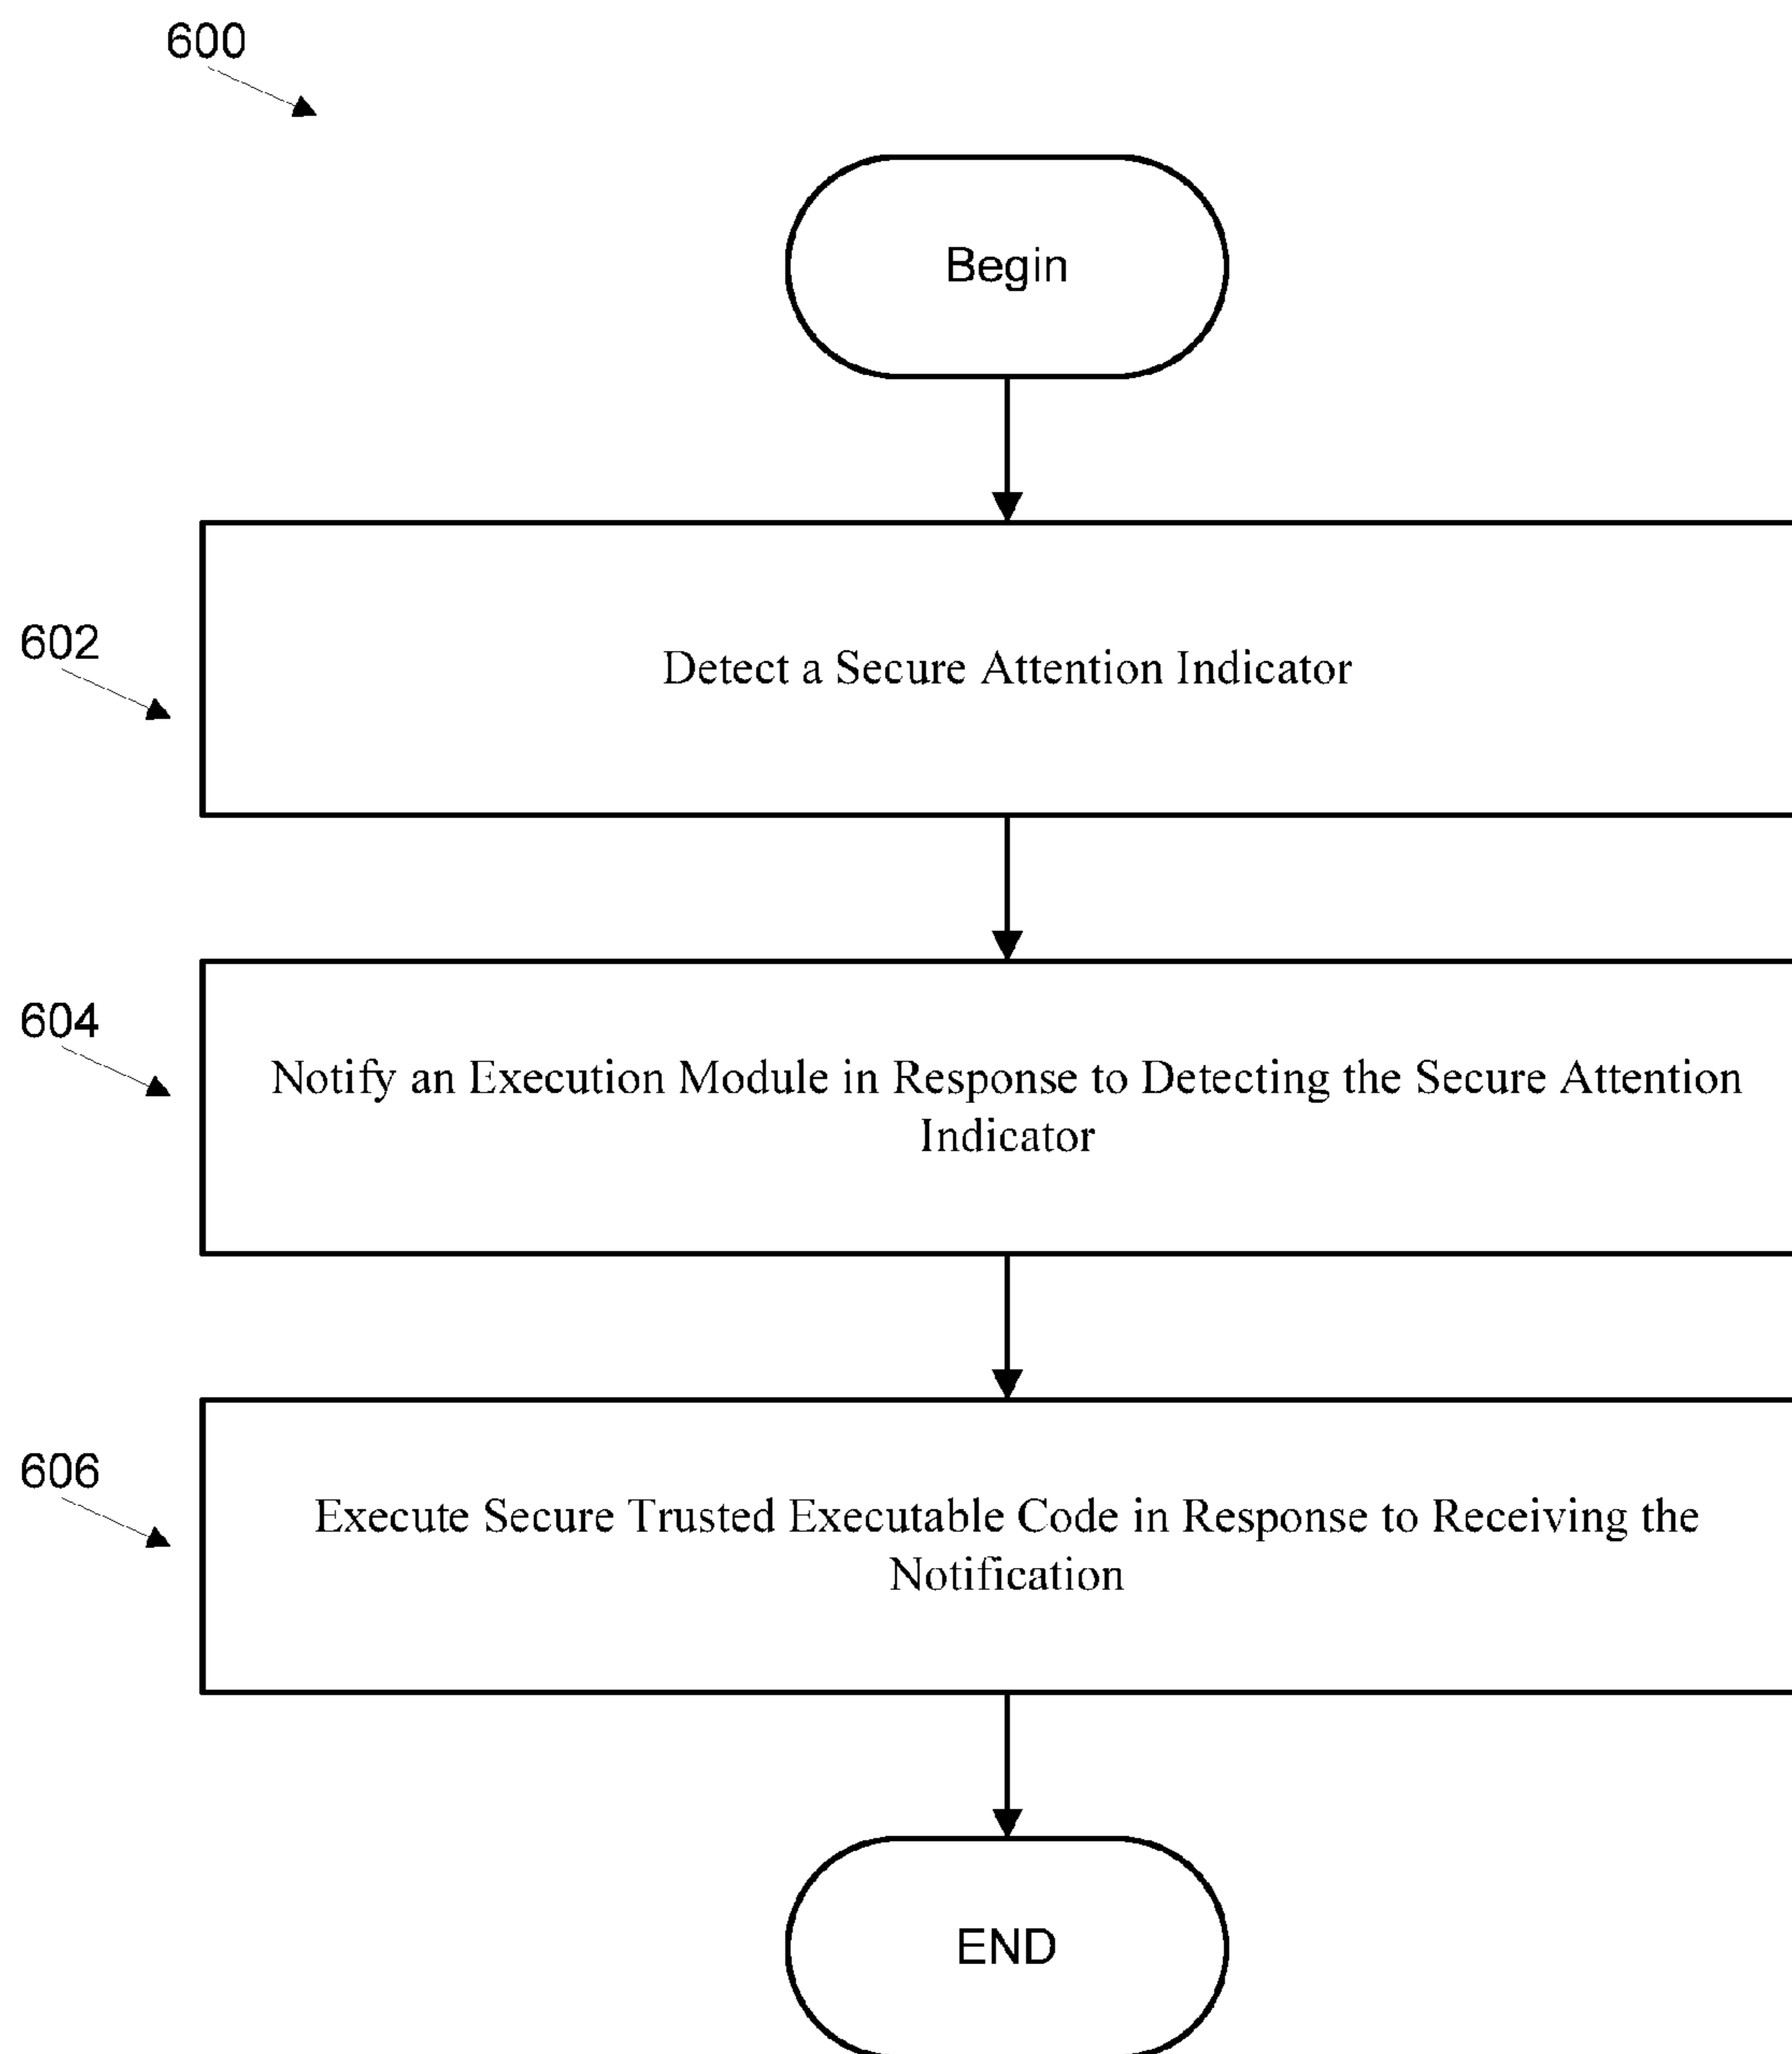 600
Begin
602
Detect a Secure Attention Indicator
604
Notify an Execution Module in Response to Detecting the Secure Attention
Indicator
606
Execute Secure Trusted Executable Code in Response to Receiving the
Notification
END